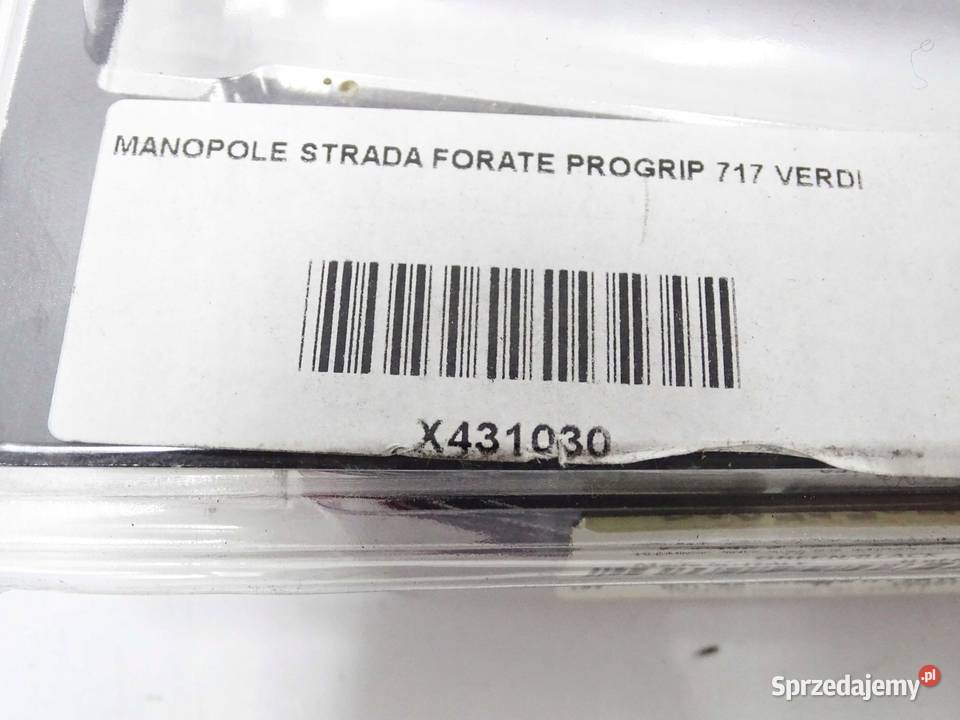 MANOPOLE STRADA FORATE PROGRIP 717 VERDI
X431030
Sprzedajemy.pl